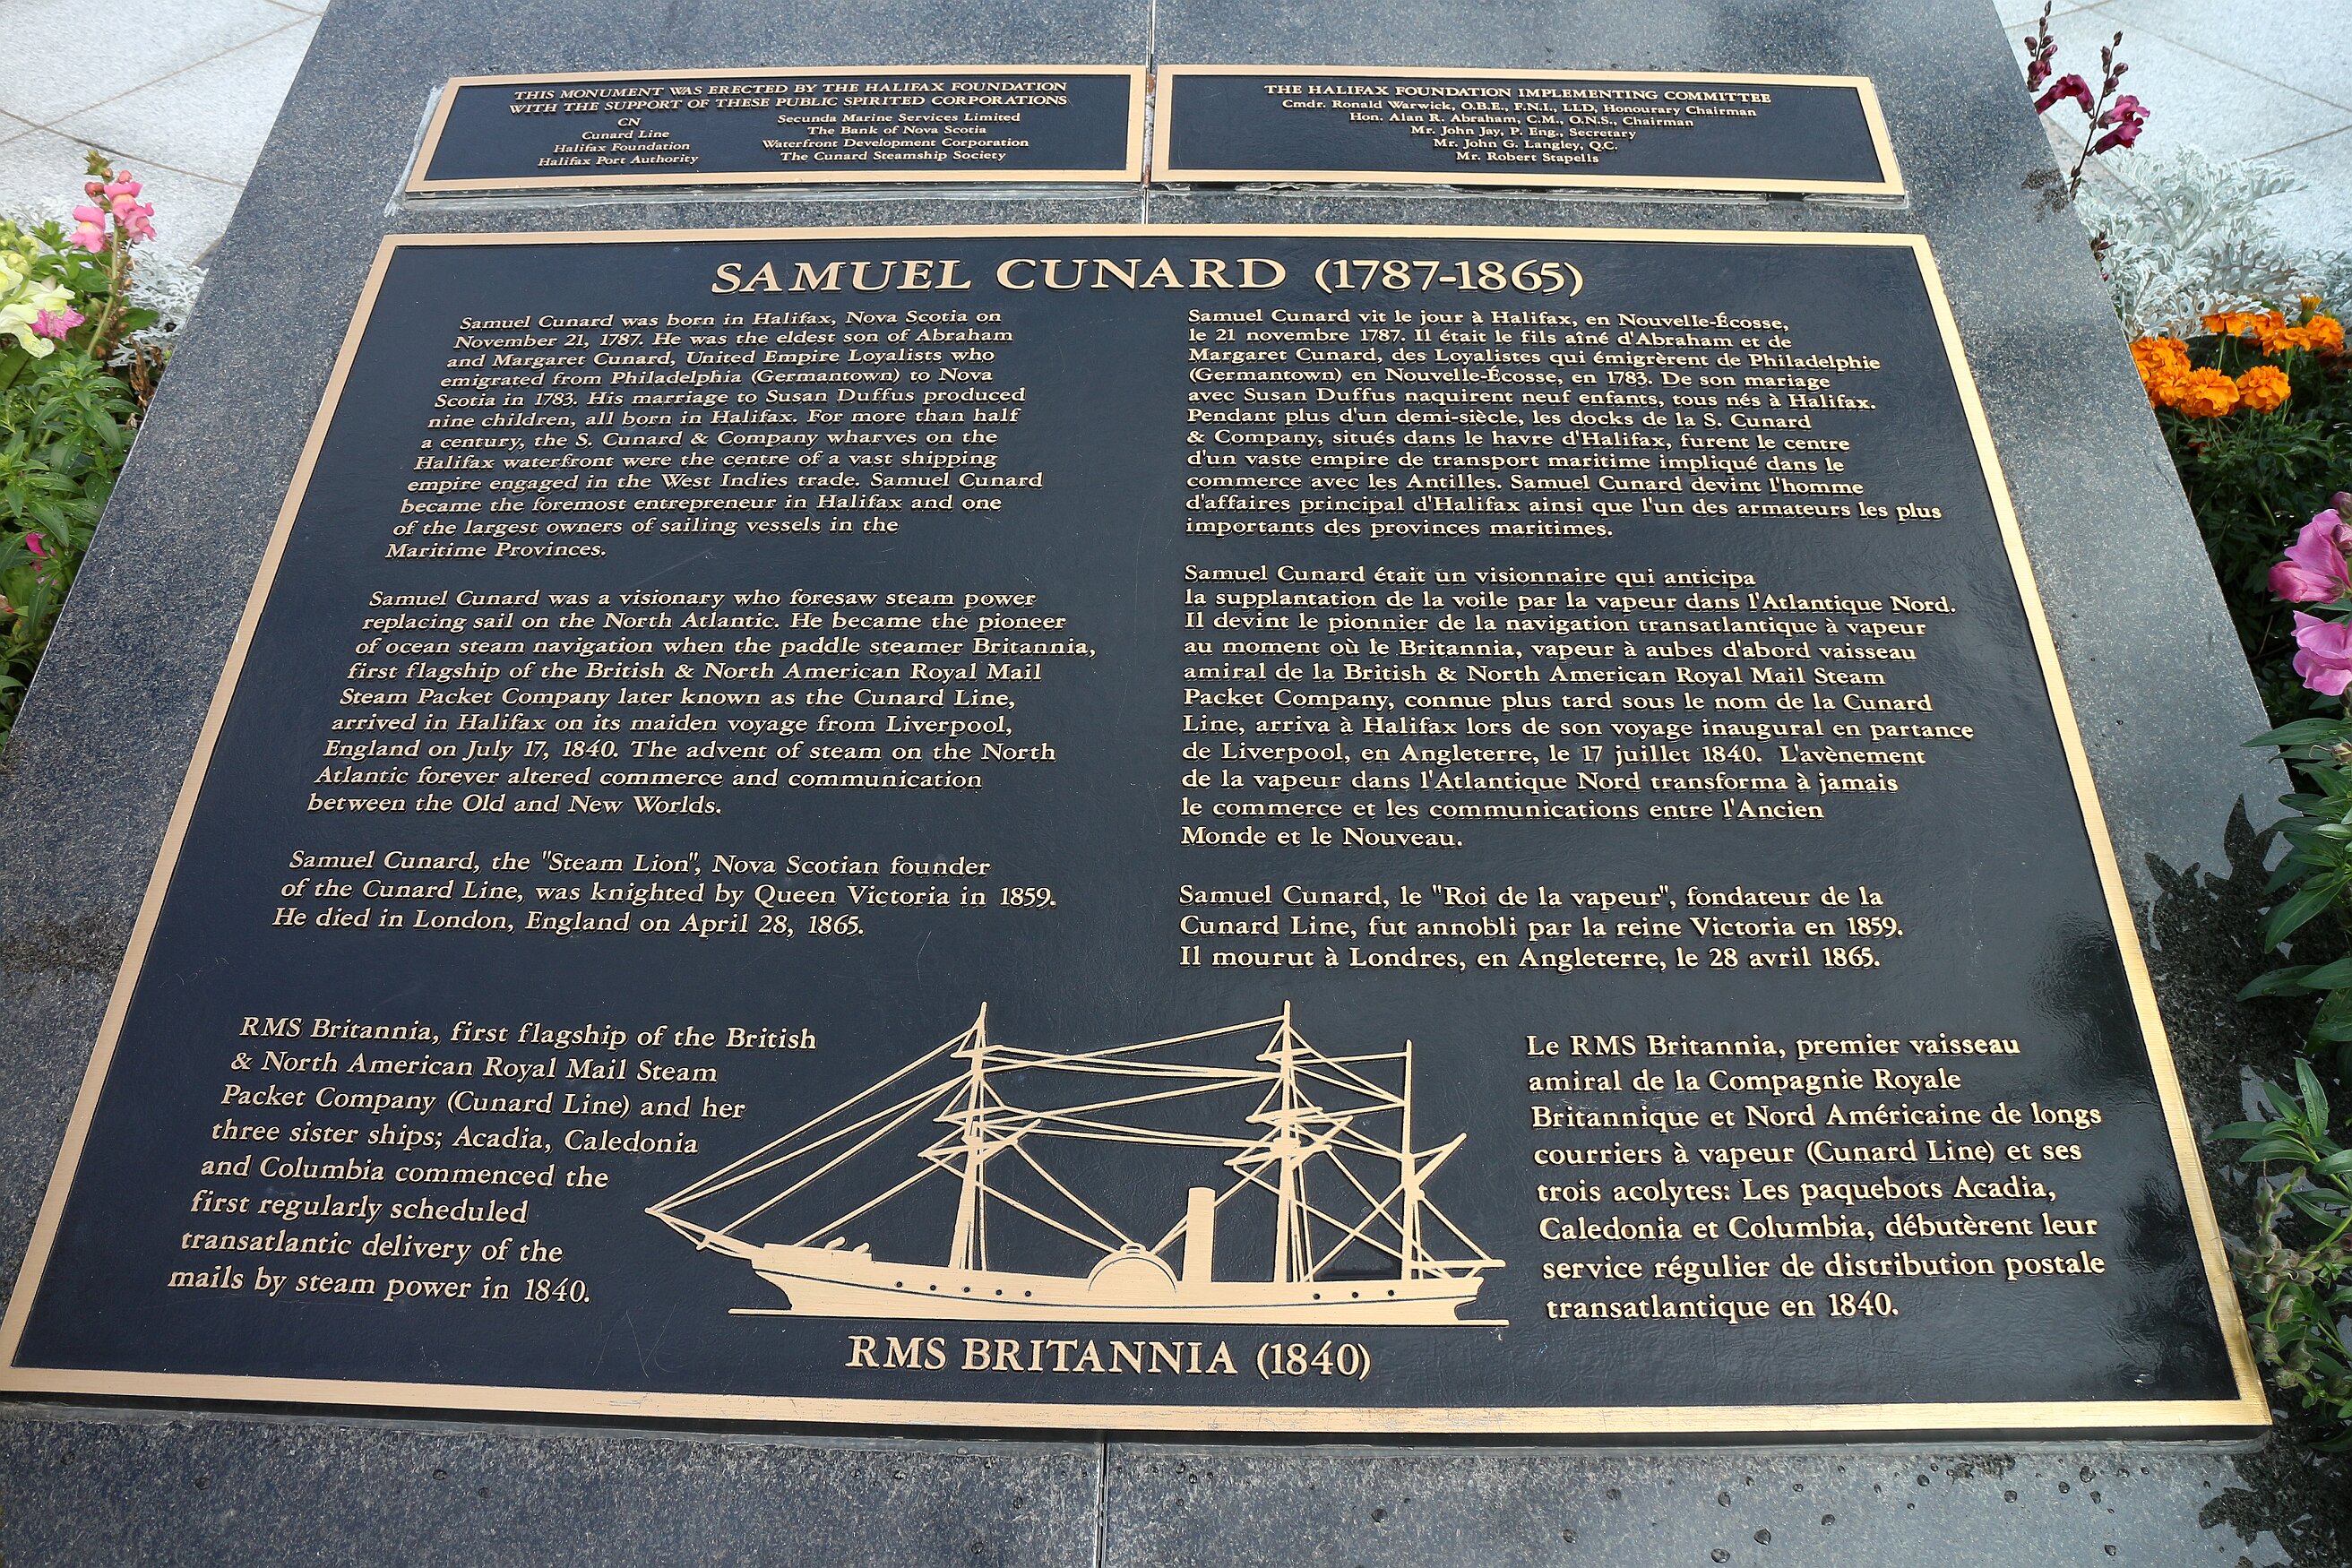 THIS MONUMENT WAS ERECTED BY THE HALIFAX FOUNDATION
WITH THE SUPPORT OF THESE PUBLIC SPIRITED CORPORATIONS
CN
Cunard Line
Halifax Foundation
Halifax Port Authority
Secunda Marine Services Limited
The Bank of Nova Scotia
Waterfront Development Corporation
The Cunard Steamship Society
THE HALIFAX FOUNDATION IMPLEMENTING COMMITTEE
Cmdr. Ronald Warwick, O.B.E., F.N.I., LLD, Honourary Chairman
Hon. Alan R. Abraham, C.M., O.N.S., Chairman
Mr. John Jay, P. Eng., Secretary
Mr. John G. Langley, Q.C.
Mr. Robert Stapells
SAMUEL CUNARD (1787-1865)
Samuel Cunard was born in Halifax, Nova Scotia on
November 21, 1787. He was the eldest son of Abraham
and Margaret Cunard, United Empire Loyalists who
emigrated from Philadelphia (Germantown) to Nova
Scotia in 1783. His marriage to Susan Duffus produced
nine children, all born in Halifax. For more than half
a century, the S. Cunard & Company wharves on the
Halifax waterfront were the centre of a vast shipping
empire engaged in the West Indies trade. Samuel Cunard
became the foremost entrepreneur in Halifax and one
of the largest owners of sailing vessels in the
Maritime Provinces.
Samuel Cunard was a visionary who foresaw steam power
replacing sail on the North Atlantic. He became the pioneer
of ocean steam navigation when the paddle steamer Britannia,
first flagship of the British & North American Royal Mail
Steam Packet Company later known as the Cunard Line,
arrived in Halifax on its maiden voyage from Liverpool,
England on July 17, 1840. The advent of steam on the North
Atlantic forever altered commerce and communication
between the Old and New Worlds.
Samuel Cunard, the "Steam Lion", Nova Scotian founder
of the Cunard Line, was knighted by Queen Victoria in 1859.
He died in London, England on April 28, 1865.
Samuel Cunard vit le jour à Halifax, en Nouvelle-Écosse,
le 21 novembre 1787. Il était le fils aîné d'Abraham et de
Margaret Cunard, des Loyalistes qui émigrèrent de Philadelphie
(Germantown) en Nouvelle-Écosse, en 1783. De son mariage
avec Susan Duffus naquirent neuf enfants, tous nés à Halifax.
Pendant plus d'un demi-siècle, les docks de la S. Cunard
& Company, situés dans le havre d'Halifax, furent le centre
d'un vaste empire de transport maritime impliqué dans le
commerce avec les Antilles. Samuel Cunard devint l'homme
d'affaires principal d'Halifax ainsi que l'un des armateurs les plus
importants des provinces maritimes.
Samuel Cunard était un visionnaire qui anticipa
la supplantation de la voile par la vapeur dans l'Atlantique Nord.
Il devint le pionnier de la navigation transatlantique à vapeur
au moment où le Britannia, vapeur à aubes d'abord vaisseau
amiral de la British & North American Royal Mail Steam
Packet Company, connue plus tard sous le nom de la Cunard
Line, arriva à Halifax lors de son voyage inaugural en partance
de Liverpool, en Angleterre, le 17 juillet 1840. L'avènement
de la vapeur dans l'Atlantique Nord transforma à jamais
le commerce et les communications entre l'Ancien
Monde et le Nouveau.
Samuel Cunard, le "Roi de la vapeur", fondateur de la
Cunard Line, fut annobli par la reine Victoria en 1859.
Il mourut à Londres, en Angleterre, le 28 avril 1865.
RMS Britannia, first flagship of the British
& North American Royal Mail Steam
Packet Company (Cunard Line) and her
three sister ships; Acadia, Caledonia
and Columbia commenced the
first regularly scheduled
transatlantic delivery of the
mails by steam power in 1840.
Le RMS Britannia, premier vaisseau
amiral de la Compagnie Royale
Britannique et Nord Américaine de longs
courriers à vapeur (Cunard Line) et ses
trois acolytes: Les paquebots Acadia,
Caledonia et Columbia, débutèrent leur
service régulier de distribution postale
transatlantique en 1840.
RMS BRITANNIA (1840)